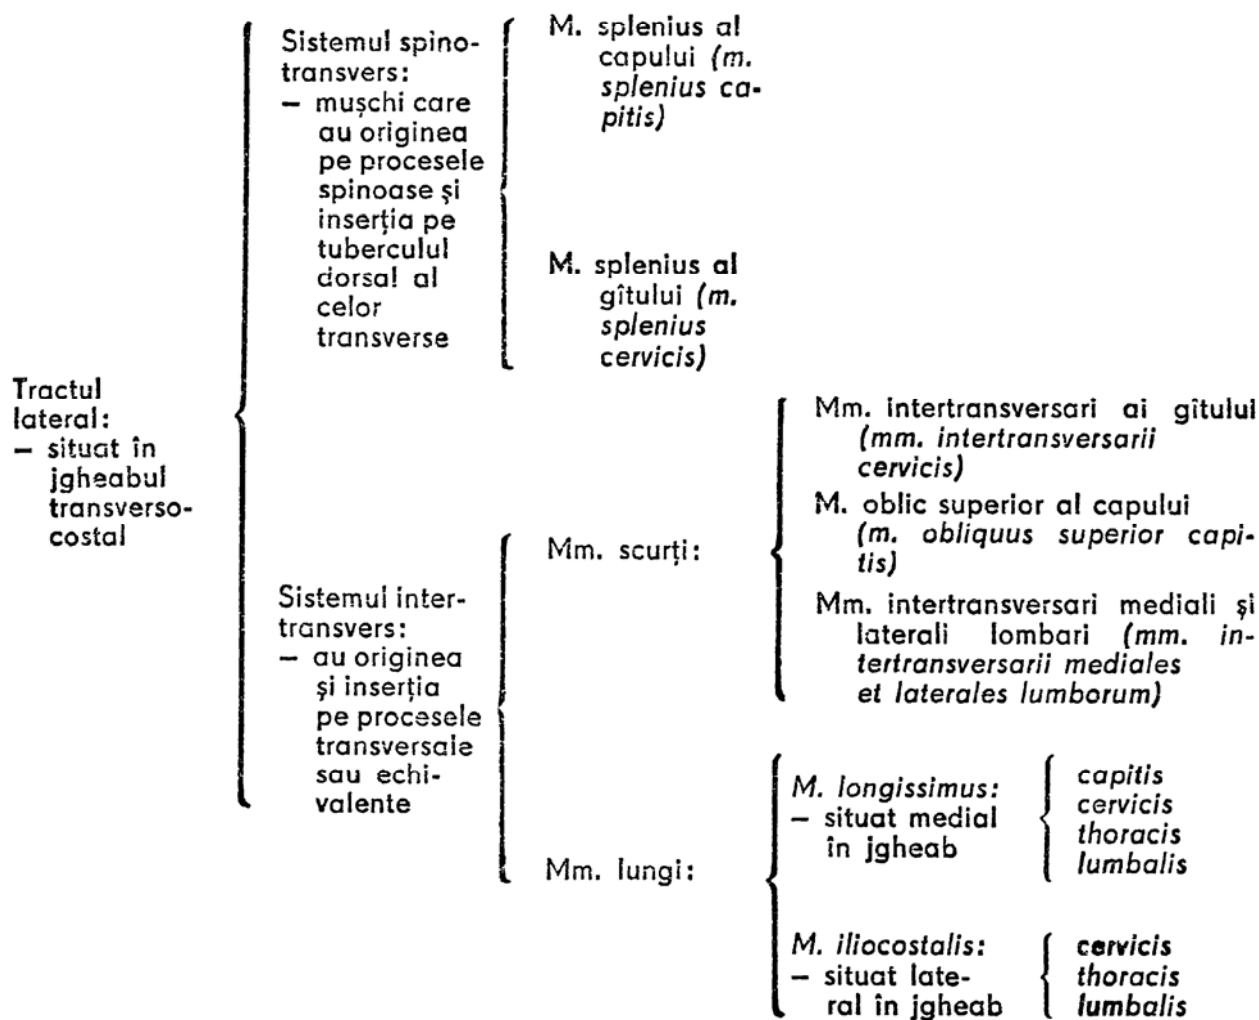 Tractul
lateral:
— situat în
jgheabul
transverso-
costal
Sistemul spino-
transvers:
— mușchi care
au originea
pe procesele
spinoase și
inserția pe
tuberculul
dorsal al
celor
transverse
M. splenius al
capului (m.
splenius ca-
pitis)
M. splenius al
gîtului (m.
splenius
cervicis)
Sistemul inter-
transvers:
— au originea
și inserția
pe procesele
transversale
sau echi-
valente
Mm. scurți:
Mm. intertransversari ai gîtului
(mm. intertransversarii
cervicis)
M. oblic superior al capului
(m. obliquus superior capi-
tis)
Mm. intertransversari mediali și
laterali lombari (mm. in-
tertransversarii mediales
et laterales lumborum)
Mm. lungi:
M. longissimus:
— situat medial
în jgheab
capitis
cervicis
thoracis
lumbalis
M. iliocostalis:
— situat late-
ral în jgheab
cervicis
thoracis
lumbalis